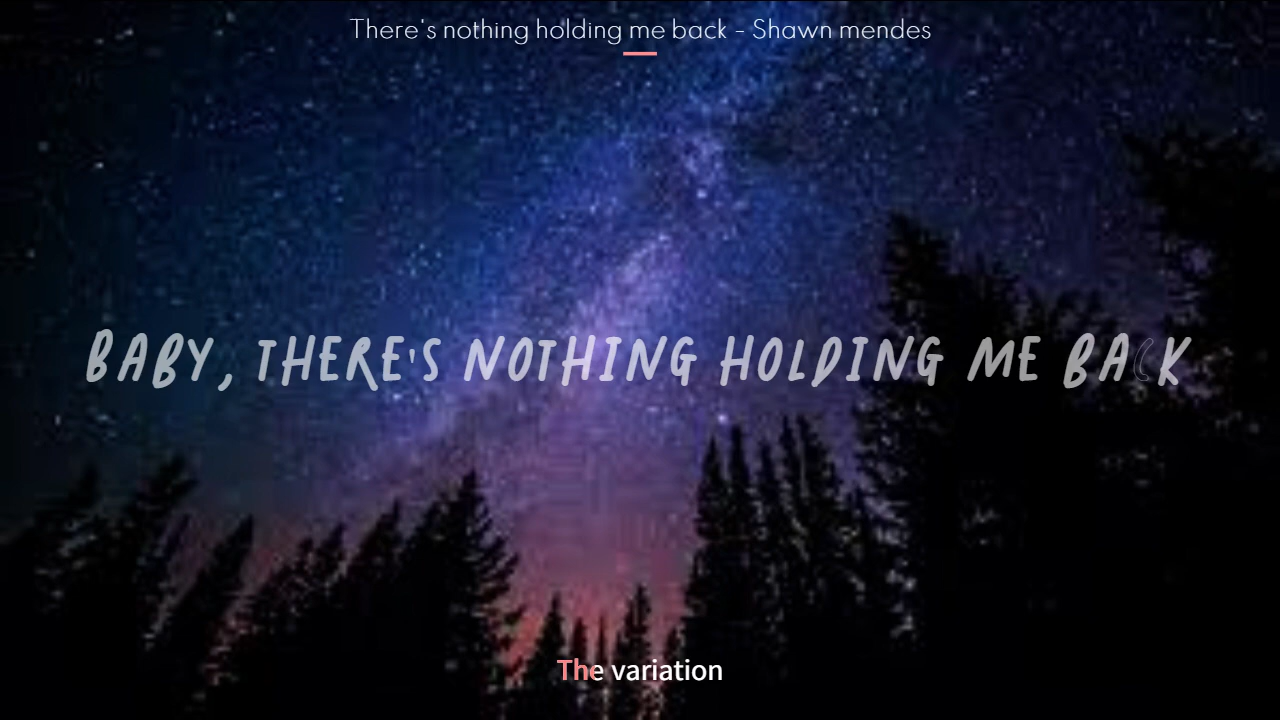 There's nothing holding me back - Shawn mendes
BABY, THERE'S NOTHING HOLDING ME BACK
The variation